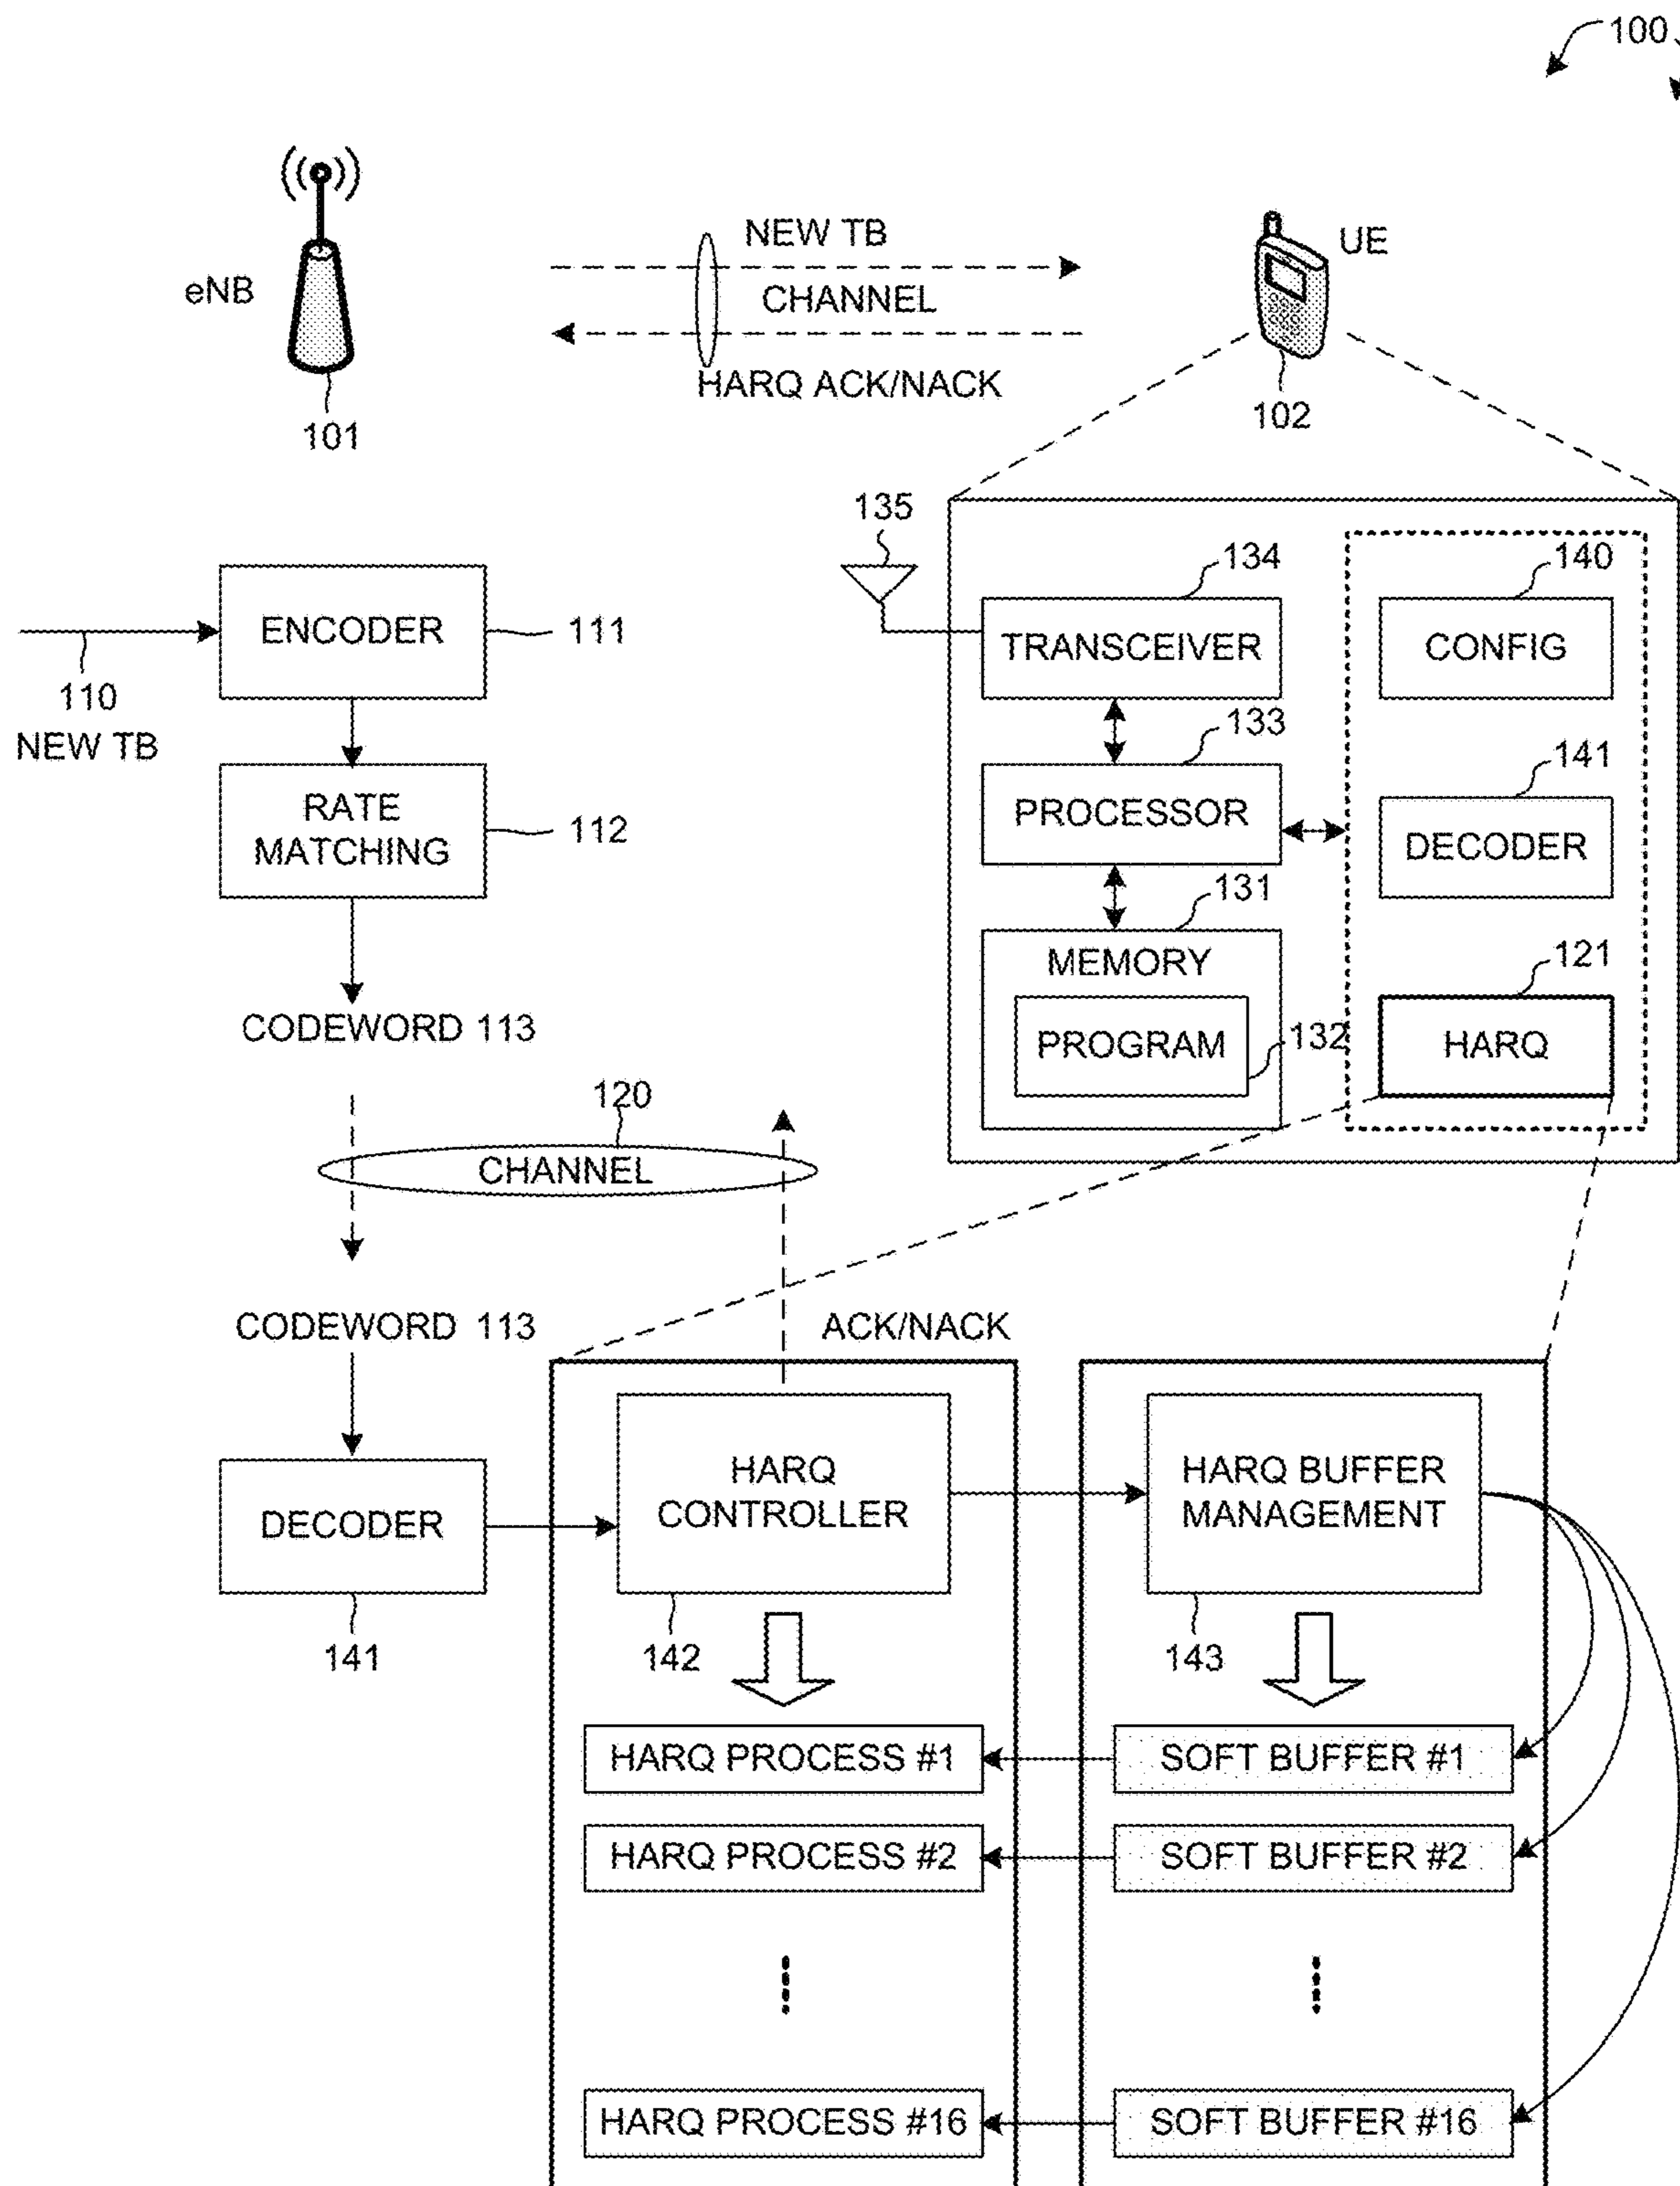 100
eNB
NEW TB
CHANNEL
HARQ ACK/NACK
UE
101
102
135
134
140
ENCODER
111
TRANSCEIVER
CONFIG
110
NEW TB
133
141
RATE
MATCHING
112
PROCESSOR
DECODER
131
121
MEMORY
PROGRAM
132
HARQ
CODEWORD 113
120
CHANNEL
CODEWORD 113
ACK/NACK
DECODER
HARQ
CONTROLLER
HARQ BUFFER
MANAGEMENT
141
142
143
HARQ PROCESS #1
SOFT BUFFER #1
HARQ PROCESS #2
SOFT BUFFER #2
HARQ PROCESS #16
SOFT BUFFER #16